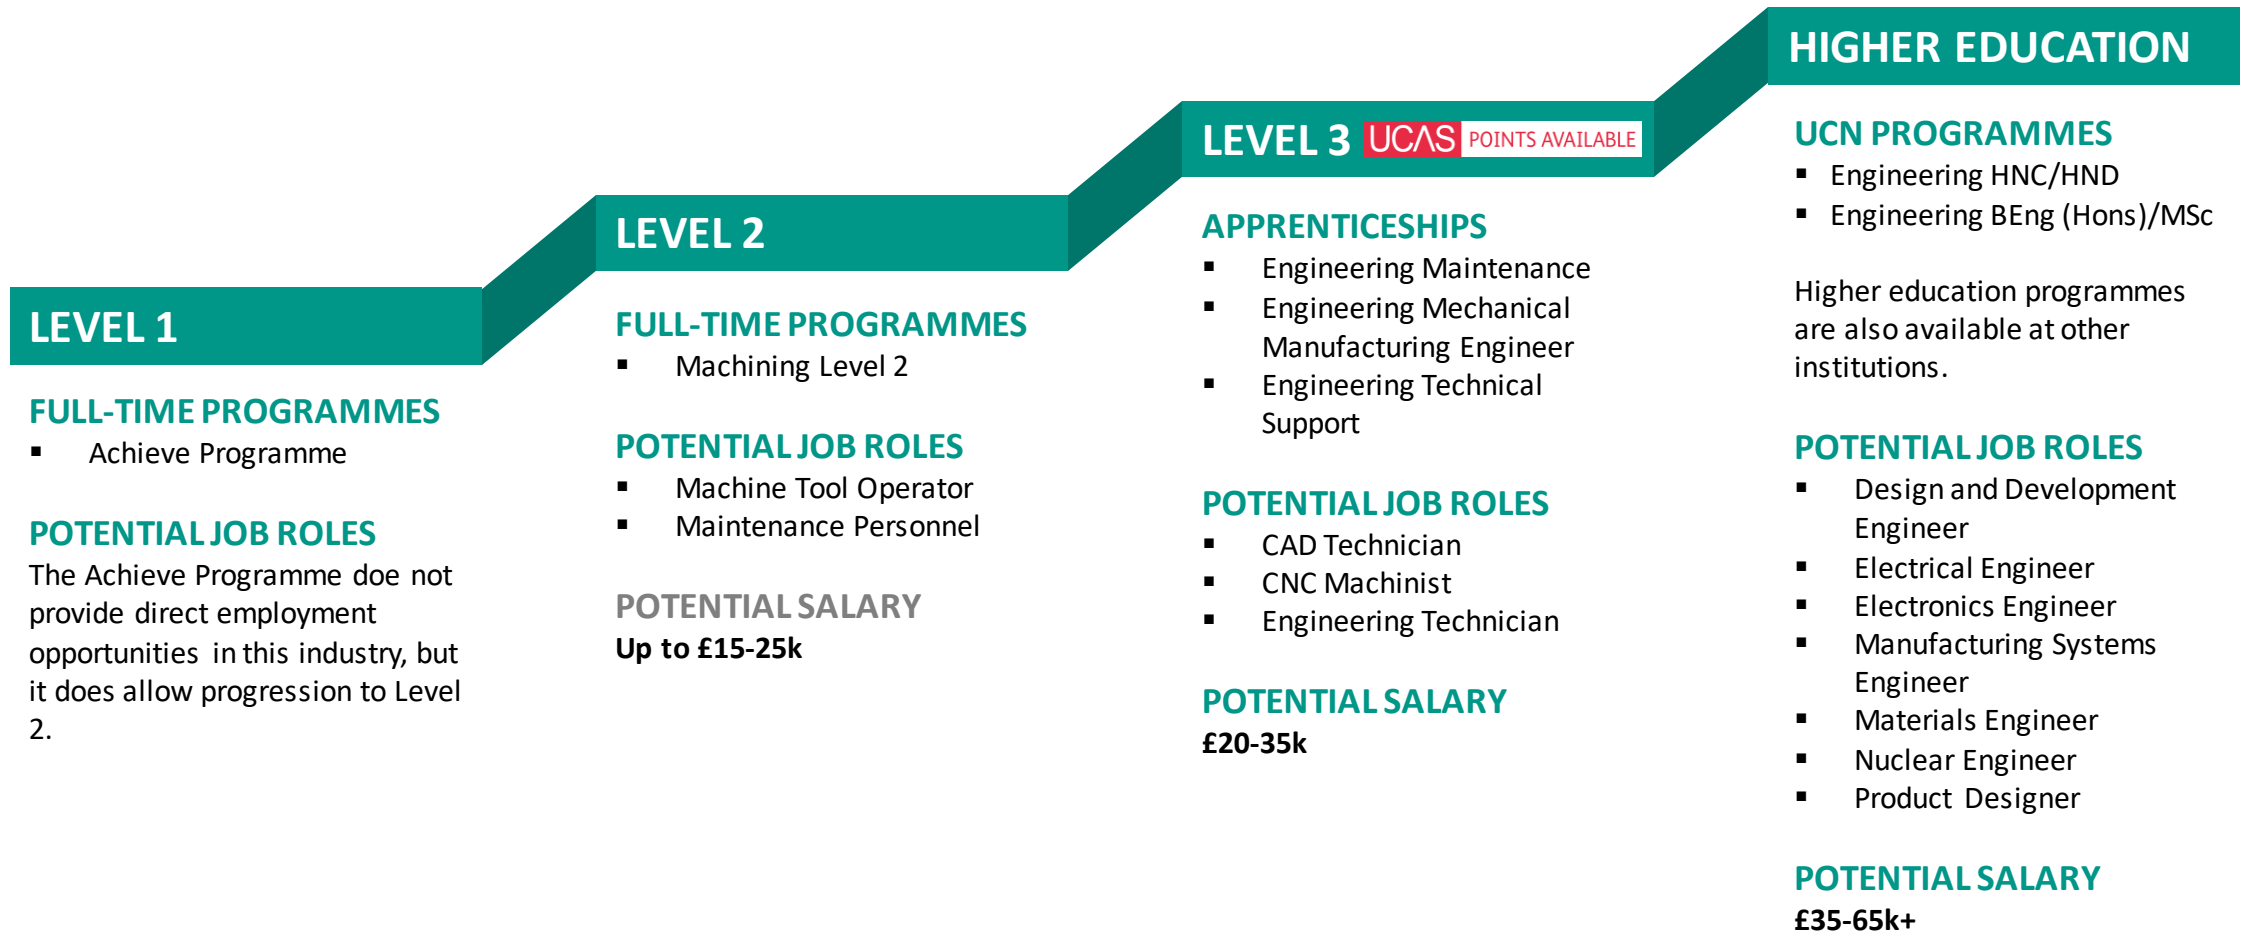 LEVEL 1
FULL-TIME PROGRAMMES
▪ Achieve Programme
POTENTIAL JOB ROLES
The Achieve Programme doe not
provide direct employment
opportunities in this industry, but
it does allow progression to Level
2.
LEVEL 2
FULL-TIME PROGRAMMES
▪ Machining Level 2
POTENTIAL JOB ROLES
▪ Machine Tool Operator
▪ Maintenance Personnel
POTENTIAL SALARY
Up to £15-25k
LEVEL 3 UCAS POINTS AVAILABLE
APPRENTICESHIPS
▪ Engineering Maintenance
▪ Engineering Mechanical
Manufacturing Engineer
▪ Engineering Technical
Support
POTENTIAL JOB ROLES
▪ CAD Technician
▪ CNC Machinist
▪ Engineering Technician
POTENTIAL SALARY
£20-35k
HIGHER EDUCATION
UCN PROGRAMMES
▪ Engineering HNC/HND
▪ Engineering BEng (Hons)/MSc
Higher education programmes
are also available at other
institutions.
POTENTIAL JOB ROLES
▪ Design and Development
Engineer
▪ Electrical Engineer
▪ Electronics Engineer
▪ Manufacturing Systems
Engineer
▪ Materials Engineer
▪ Nuclear Engineer
▪ Product Designer
POTENTIAL SALARY
£35-65k+